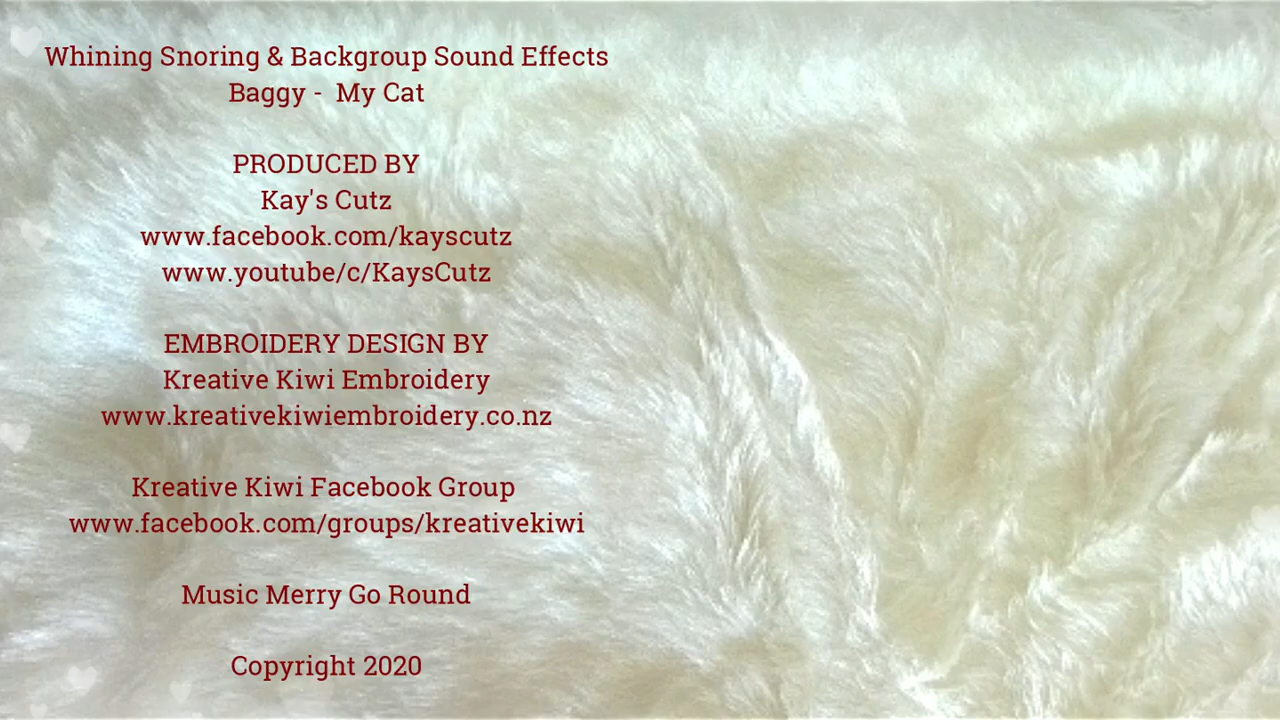 Whining Snoring & Backgroup Sound Effects
Baggy - My Cat
PRODUCED BY
Kay's Cutz
www.facebook.com/kayscutz
www.youtube/c/KaysCutz
EMBROIDERY DESIGN BY
Kreative Kiwi Embroidery
www.kreativekiwiembroidery.co.nz
Kreative Kiwi Facebook Group
www.facebook.com/groups/kreativekiwi
Music Merry Go Round
Copyright 2020